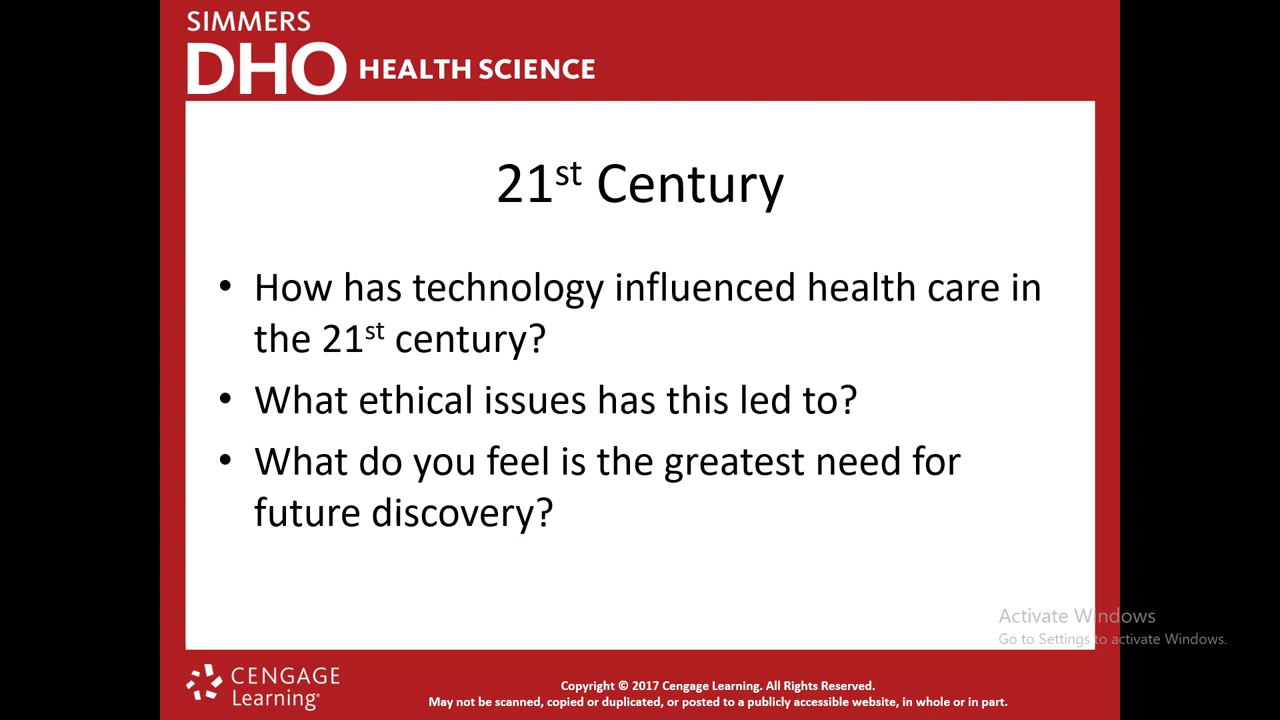 SIMMERS
DHO HEALTH SCIENCE
21st Century
• How has technology influenced health care in
the 21st century?
• What ethical issues has this led to?
• What do you feel is the greatest need for
future discovery?
Activate Windows
Go to Settings to activate Windows.
CENGAGE
Learning®
Copyright © 2017 Cengage Learning. All Rights Reserved.
May not be scanned, copied or duplicated, or posted to a publicly accessible website, in whole or in part.